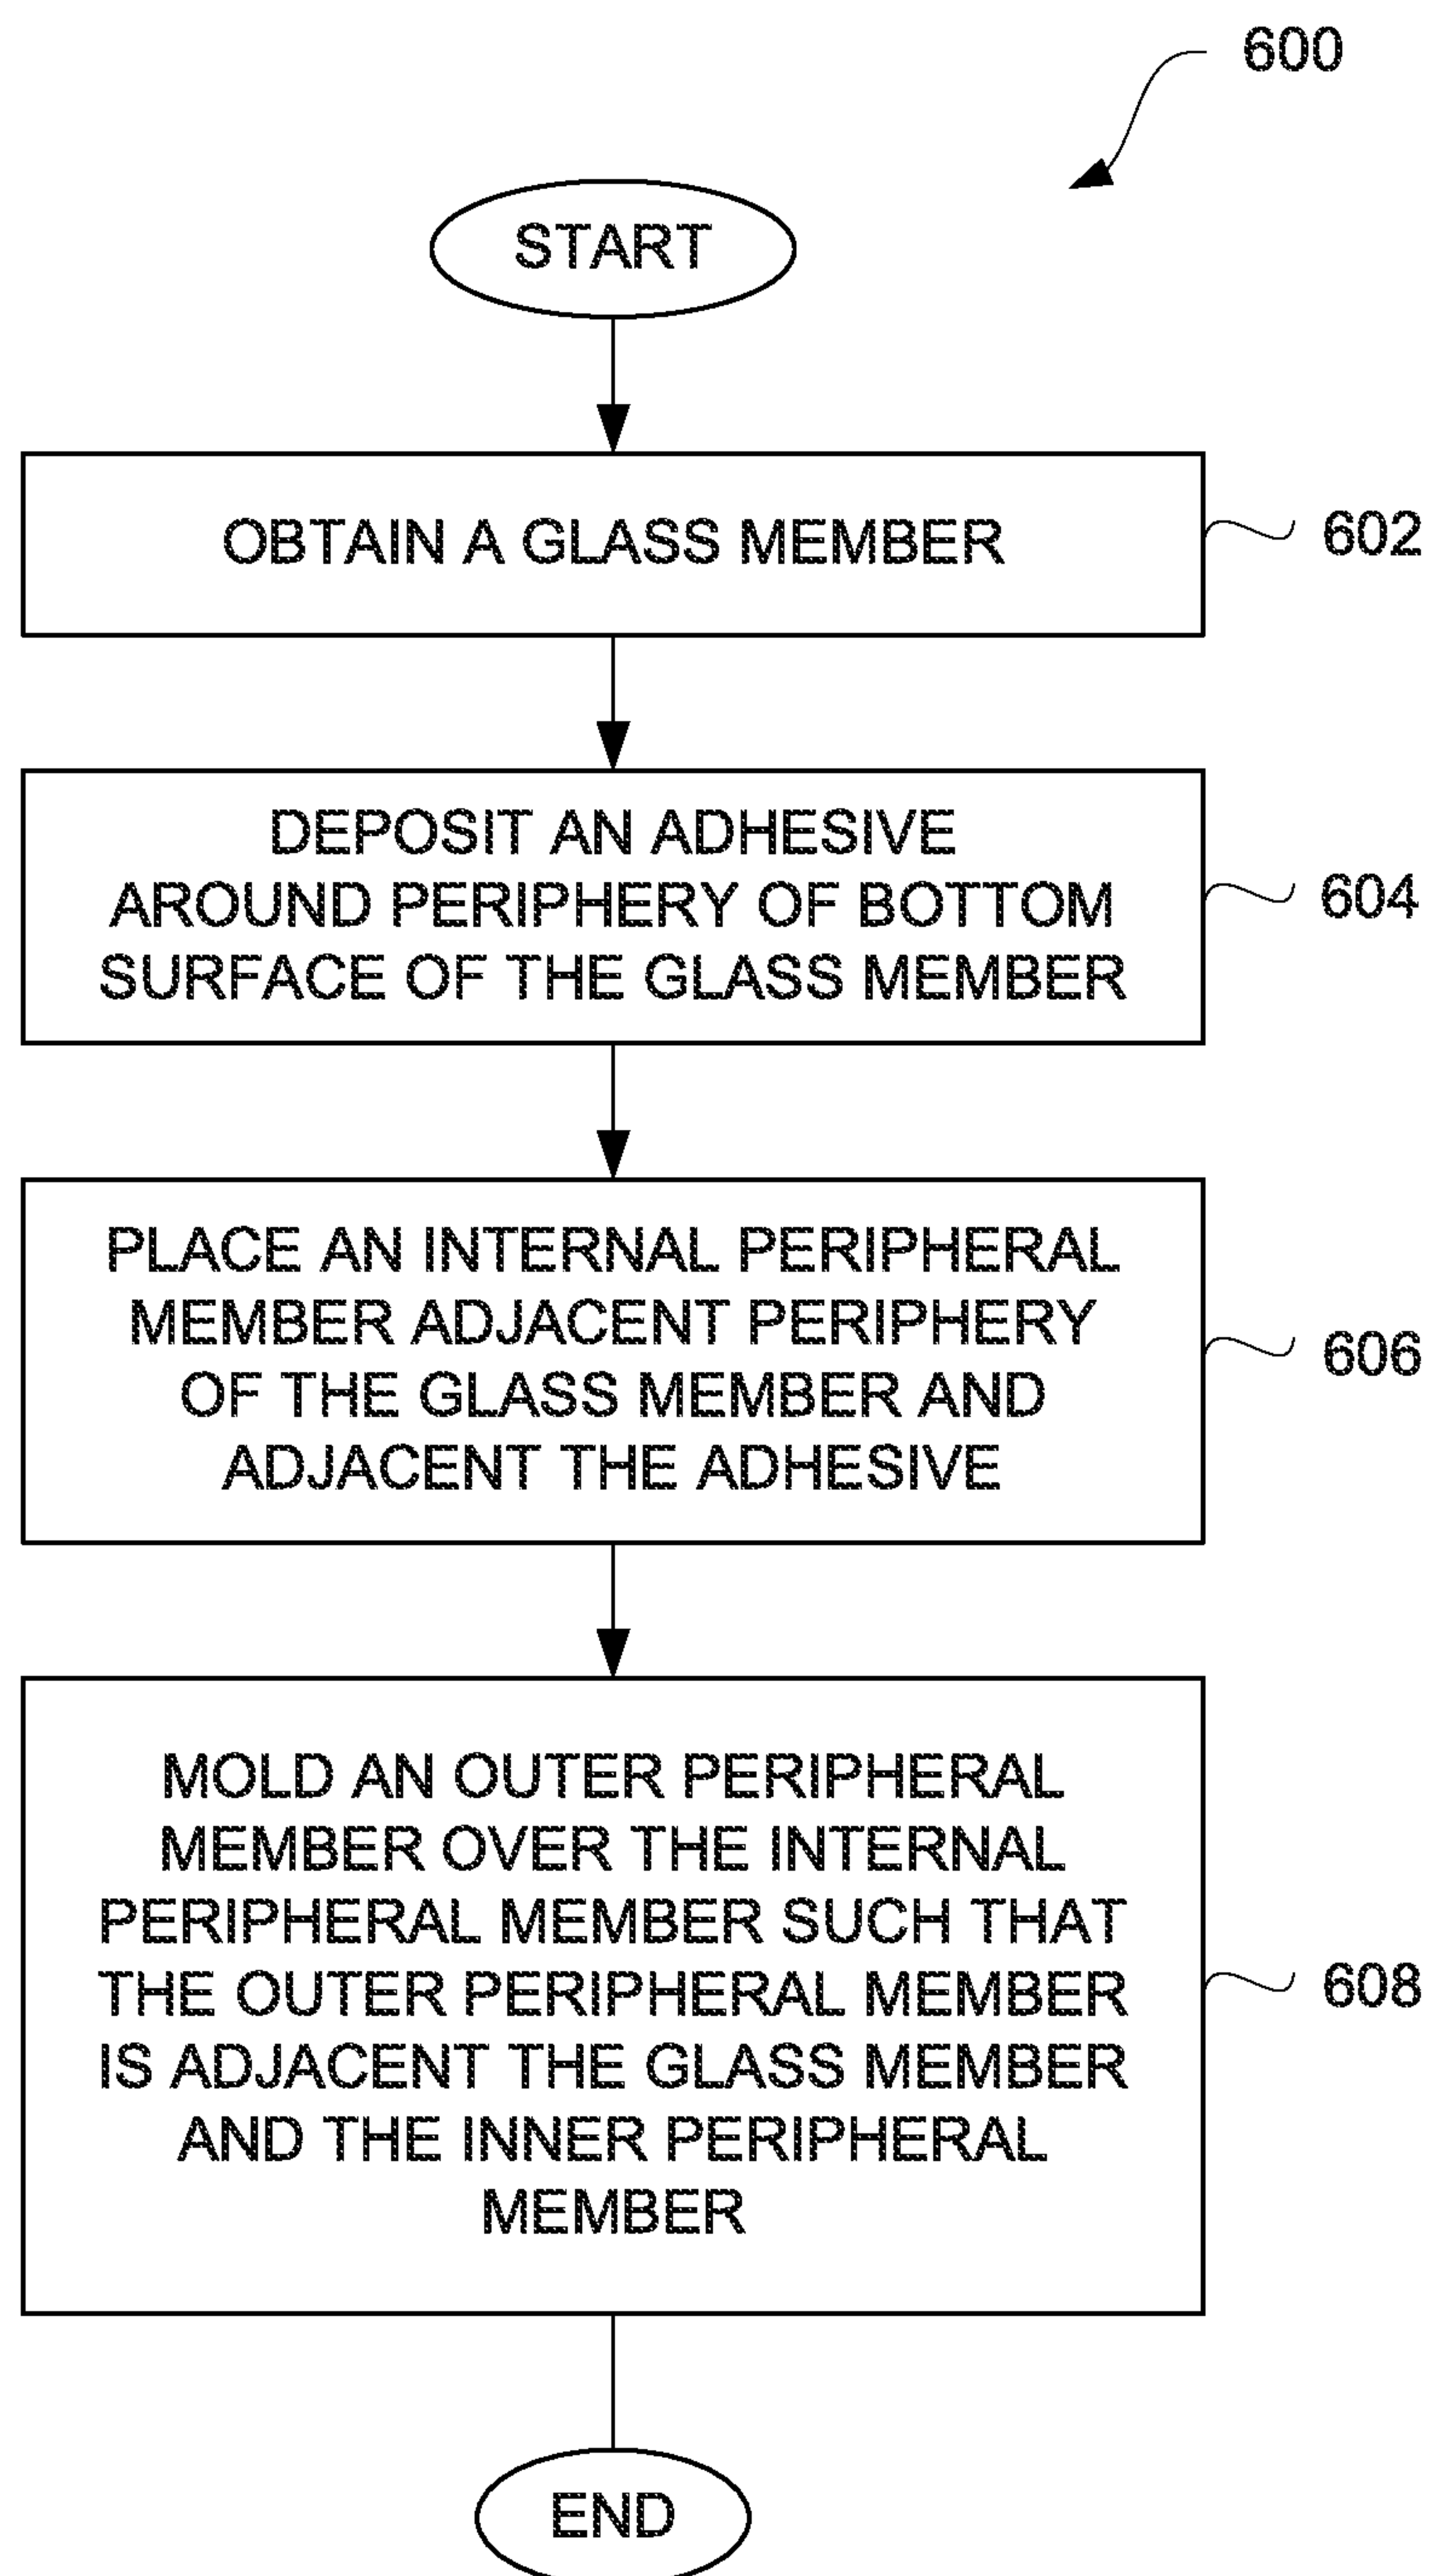 600
START
OBTAIN A GLASS MEMBER
602
DEPOSIT AN ADHESIVE
AROUND PERIPHERY OF BOTTOM
SURFACE OF THE GLASS MEMBER
604
PLACE AN INTERNAL PERIPHERAL
MEMBER ADJACENT PERIPHERY
OF THE GLASS MEMBER AND
ADJACENT THE ADHESIVE
606
MOLD AN OUTER PERIPHERAL
MEMBER OVER THE INTERNAL
PERIPHERAL MEMBER SUCH THAT
THE OUTER PERIPHERAL MEMBER
IS ADJACENT THE GLASS MEMBER
AND THE INNER PERIPHERAL
MEMBER
608
END